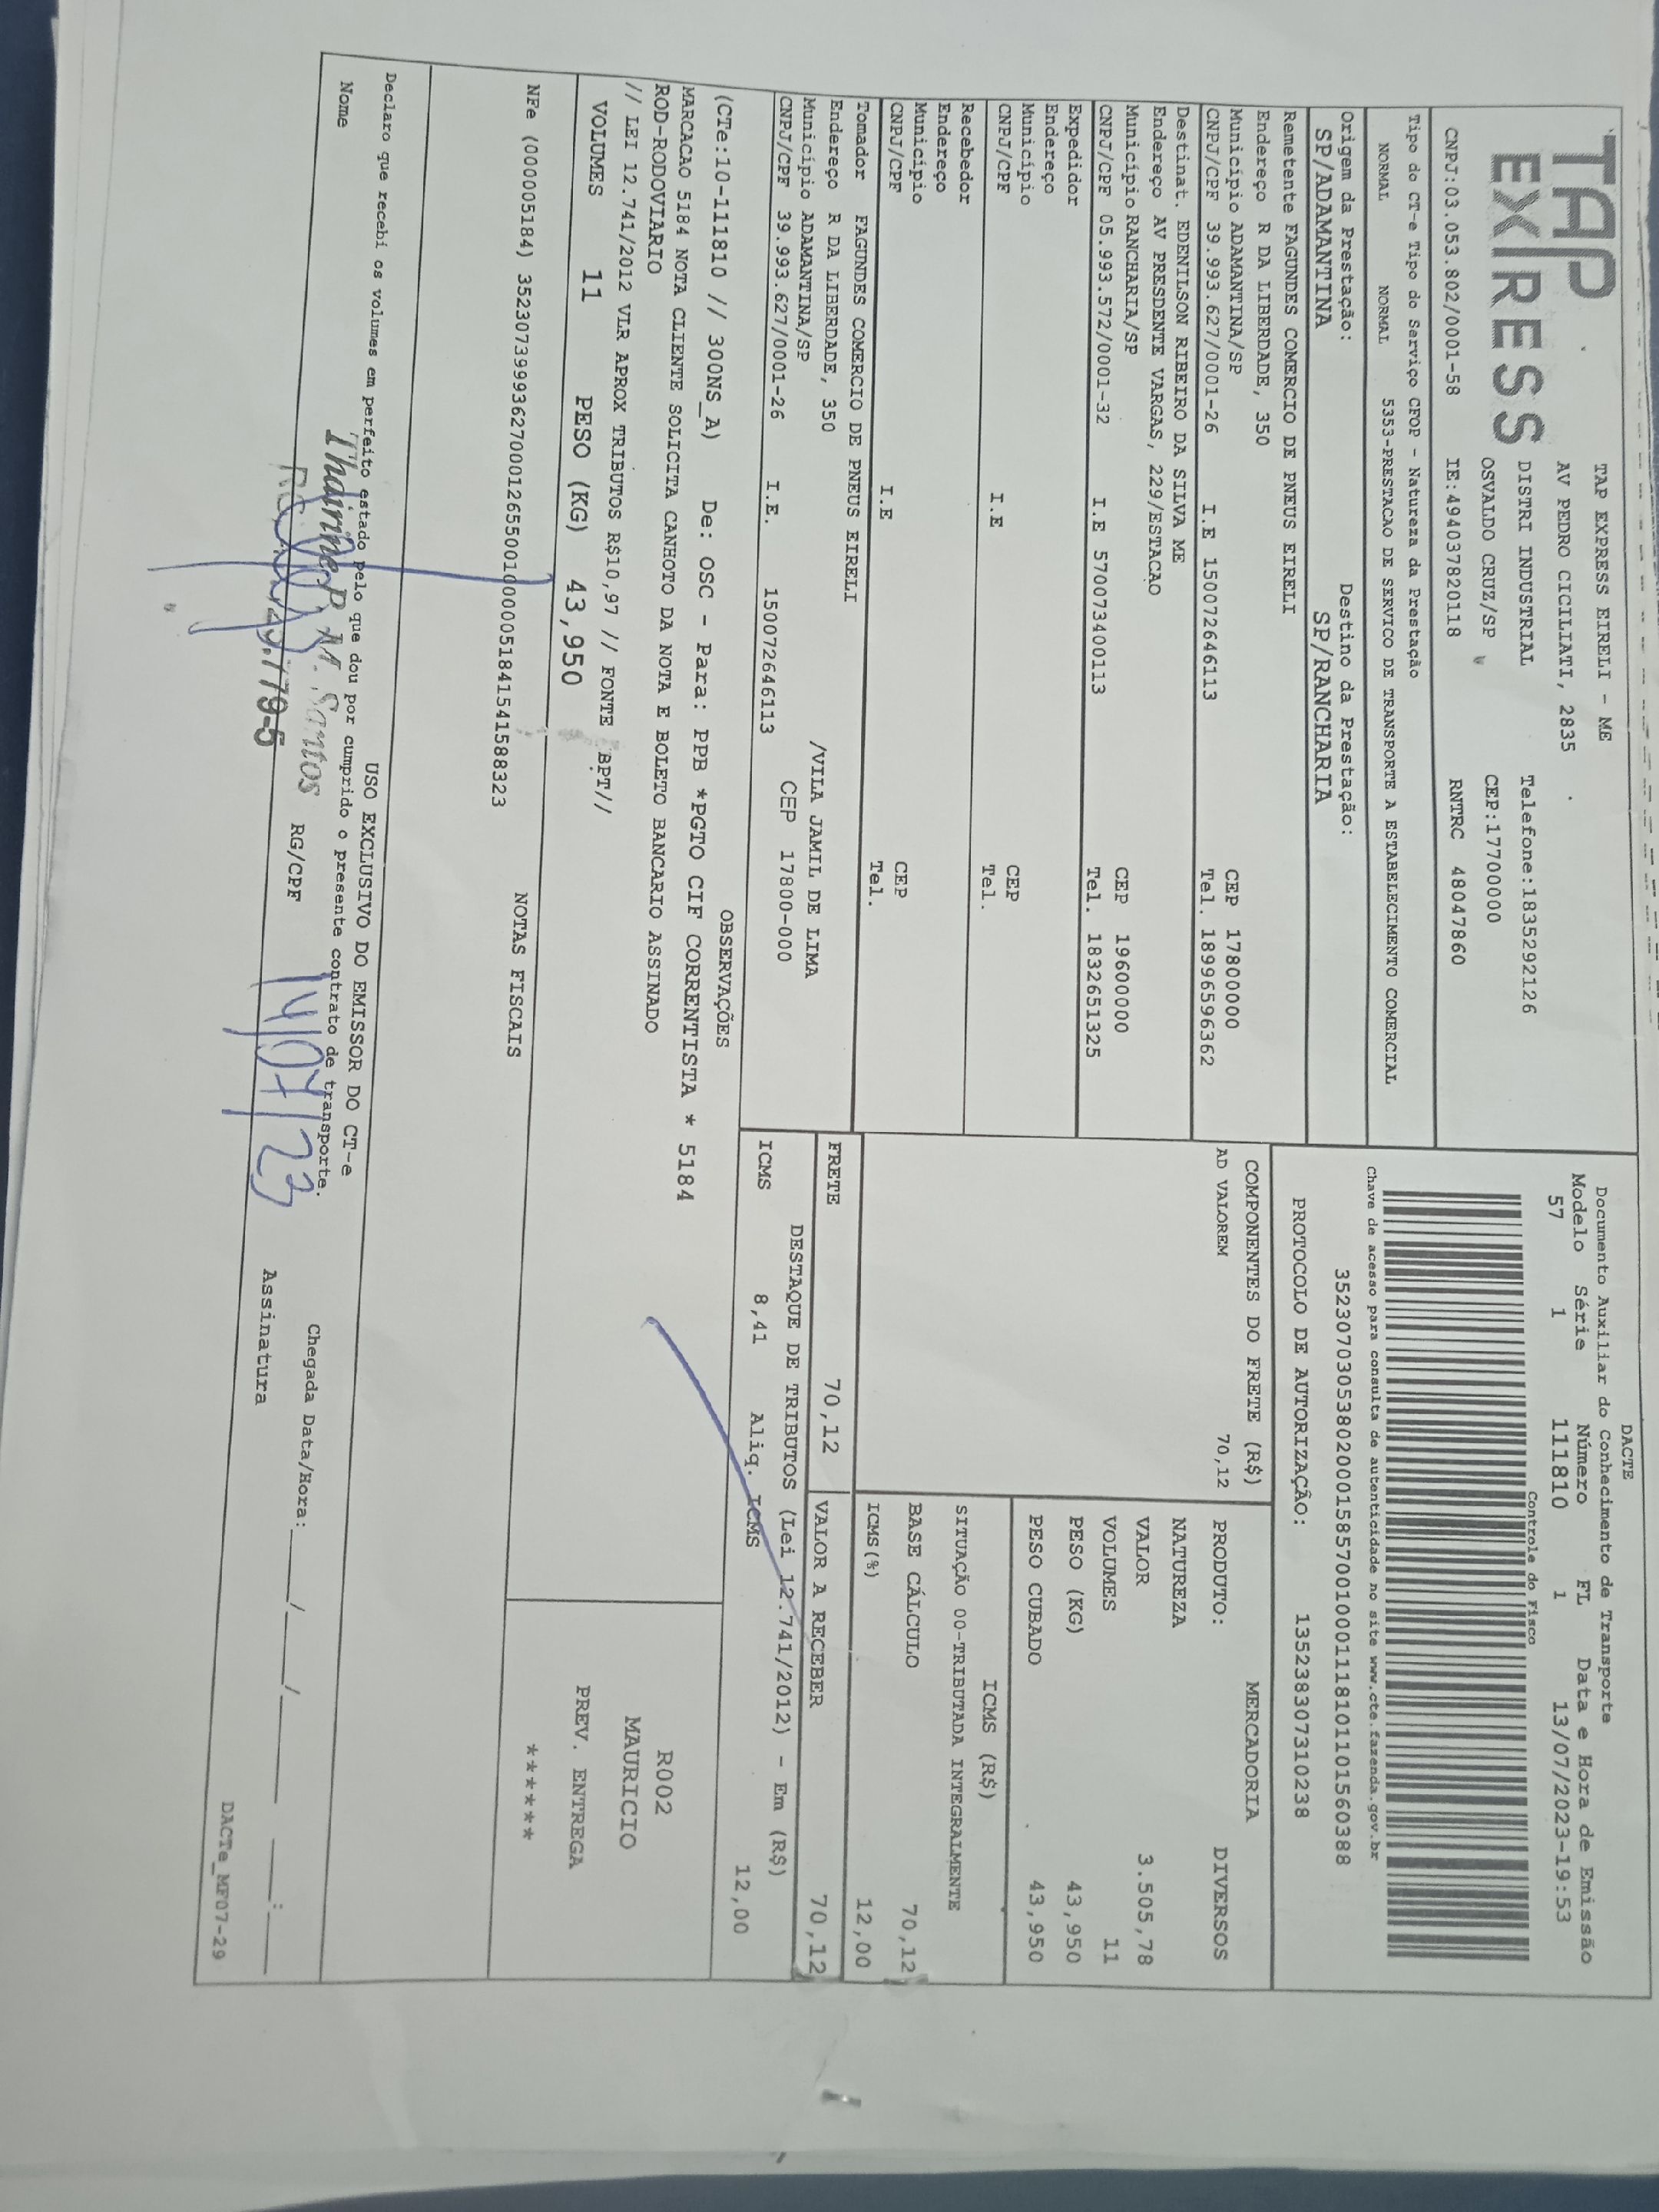 TAP EXPRESS
TAP EXPRESS EIRELI - ME
AV PEDRO CICILIATI, 2835
DISTRI INDUSTRIAL Telefone:1835292126
OSVALDO CRUZ/SP CEP:17700000
CNPJ:03.053.802/0001-58 IE:494037820118 RNTRC 48047860
Tipo do CT-e Tipo do Serviço CFOP - Natureza da Prestação
NORMAL NORMAL 5353-PRESTACAO DE SERVICO DE TRANSPORTE A ESTABELECIMENTO COMERCIAL
Origem da Prestação: Destino da Prestação:
SP/ADAMANTINA SP/RANCHARIA
DACTE
Documento Auxiliar do Conhecimento de Transporte
Modelo Série Número FL Data e Hora de Emissão
57 1 111810 1 13/07/2023-19:53
Controle do Fisco
Chave de acesso para consulta de autenticidade no site www.cte.fazenda.gov.br
35230703053802000158570010001118101101560388
PROTOCOLO DE AUTORIZAÇÃO: 135238307310238
Remetente FAGUNDES COMERCIO DE PNEUS EIRELI
Endereço R DA LIBERDADE, 350
Município ADAMANTINA/SP CEP 17800000
CNPJ/CPF 39.993.627/0001-26 I.E 150072646113 Tel. 18996596362
Destinat. EDENILSON RIBEIRO DA SILVA ME
Endereço AV PRESDENTE VARGAS, 229/ESTACAO
Município RANCHARIA/SP CEP 19600000
CNPJ/CPF 05.993.572/0001-32 I.E 570073400113 Tel. 1832651325
Expedidor
Endereço
Município CEP
CNPJ/CPF I.E Tel.
Recebedor
Endereço
Município CEP
CNPJ/CPF I.E Tel.
Tomador FAGUNDES COMERCIO DE PNEUS EIRELI
Endereço R DA LIBERDADE, 350 /VILA JAMIL DE LIMA
Município ADAMANTINA/SP CEP 17800-000
CNPJ/CPF 39.993.627/0001-26 I.E. 150072646113
COMPONENTES DO FRETE (R$)
AD VALOREM 70,12
FRETE 70,12
MERCADORIA
PRODUTO: DIVERSOS
NATUREZA
VALOR 3.505,78
VOLUMES 11
PESO (KG) 43,950
PESO CUBADO 43,950
ICMS (R$)
SITUAÇÃO 00-TRIBUTADA INTEGRALMENTE
BASE CÁLCULO 70,12
ICMS(%) 12,00
VALOR A RECEBER 70,12
DESTAQUE DE TRIBUTOS (Lei 12.741/2012) - Em (R$)
ICMS 8,41 Aliq. ICMS 12,00
OBSERVAÇÕES
(CTe:10-111810 // 300NS_A) De: OSC - Para: PPB *PGTO CIF CORRENTISTA * 5184
MARCACAO 5184 NOTA CLIENTE SOLICITA CANHOTO DA NOTA E BOLETO BANCARIO ASSINADO
ROD-RODOVIARIO
// LEI 12.741/2012 VLR APROX TRIBUTOS R$10,97 // FONTE BPT//
VOLUMES 11 PESO (KG) 43,950
R002
MAURICIO
PREV. ENTREGA
******
NOTAS FISCAIS
NFe (000005184) 35230739993627000126550010000051841541588323
USO EXCLUSIVO DO EMISSOR DO CT-e
Declaro que recebi os volumes em perfeito estado pelo que dou por cumprido o presente contrato de transporte.
Nome RG/CPF Assinatura Chegada Data/Hora:____/____/____ __:__
M. Santos
14/07/23
DACTe_MF07-29